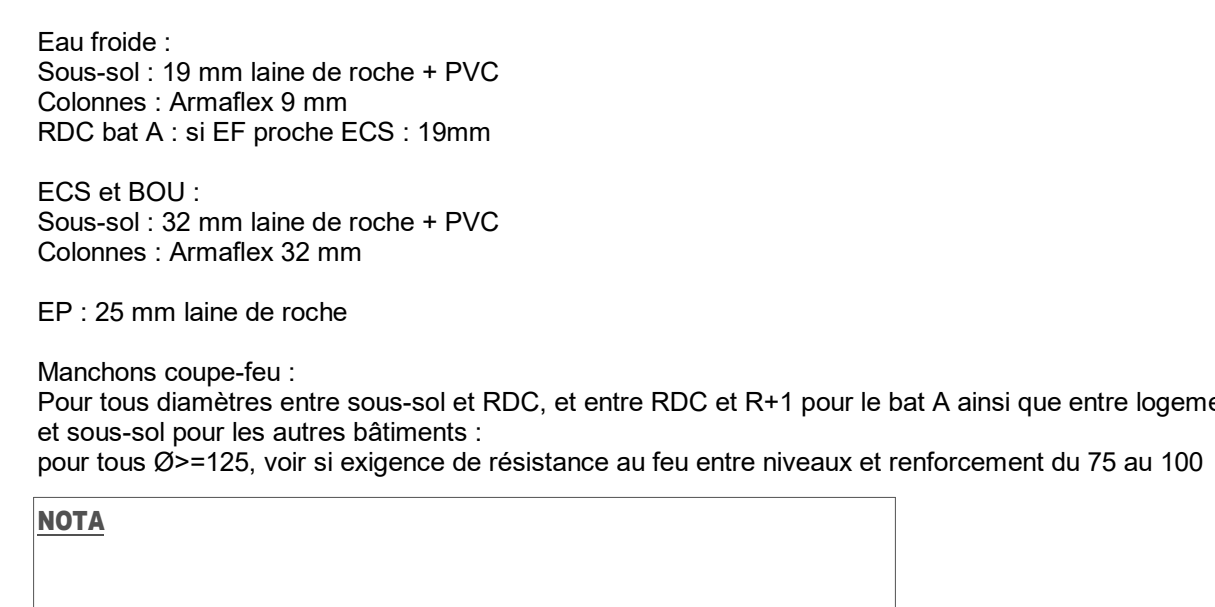 Eau froide :
Sous-sol : 19 mm laine de roche + PVC
Colonnes : Armaflex 9 mm
RDC bat A : si EF proche ECS : 19mm
ECS et BOU :
Sous-sol : 32 mm laine de roche + PVC
Colonnes : Armaflex 32 mm
EP : 25 mm laine de roche
Manchons coupe-feu :
Pour tous diamètres entre sous-sol et RDC, et entre RDC et R+1 pour le bat A ainsi que entre logeme
et sous-sol pour les autres bâtiments :
pour tous Ø>=125, voir si exigence de résistance au feu entre niveaux et renforcement du 75 au 100
NOTA